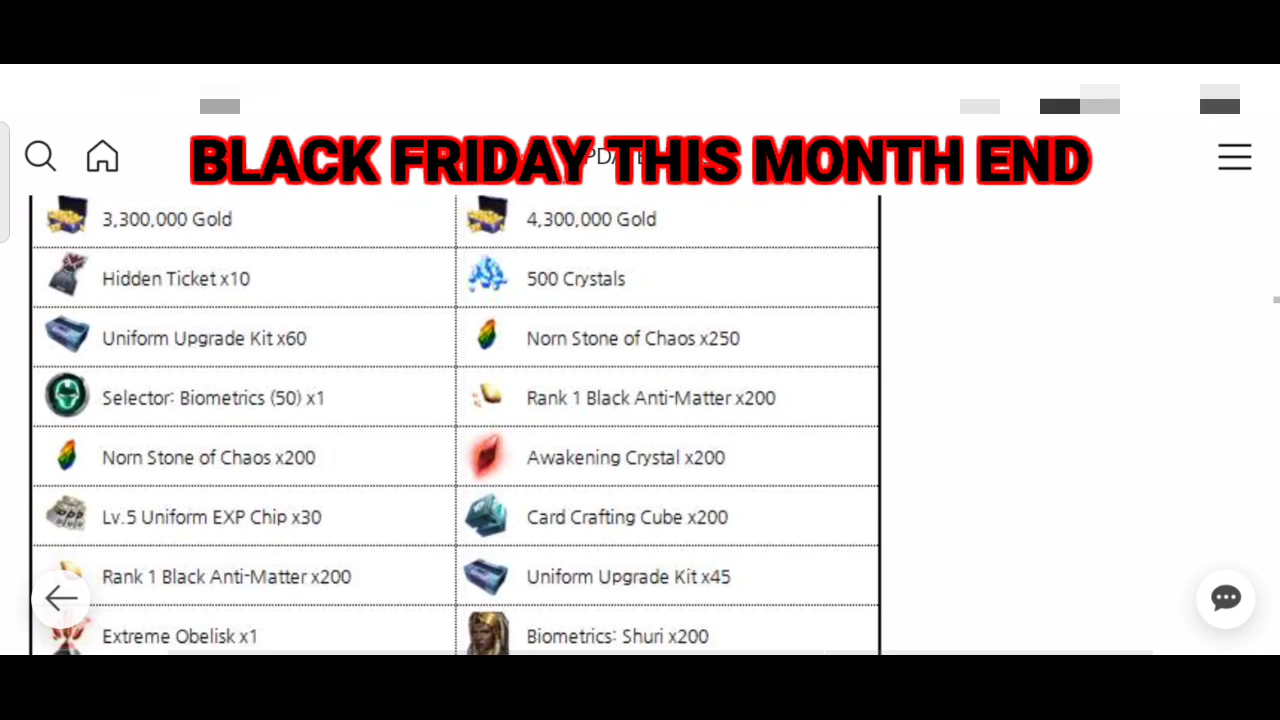 BLACK FRIDAY THIS MONTH END
3,300,000 Gold 4,300,000 Gold
Hidden Ticket x10 500 Crystals
Uniform Upgrade Kit x60 Norn Stone of Chaos x250
Selector: Biometrics (50) x1 Rank 1 Black Anti-Matter x200
Norn Stone of Chaos x200 Awakening Crystal x200
Lv.5 Uniform EXP Chip x30 Card Crafting Cube x200
Rank 1 Black Anti-Matter x200 Uniform Upgrade Kit x45
Extreme Obelisk x1 Biometrics: Shuri x200